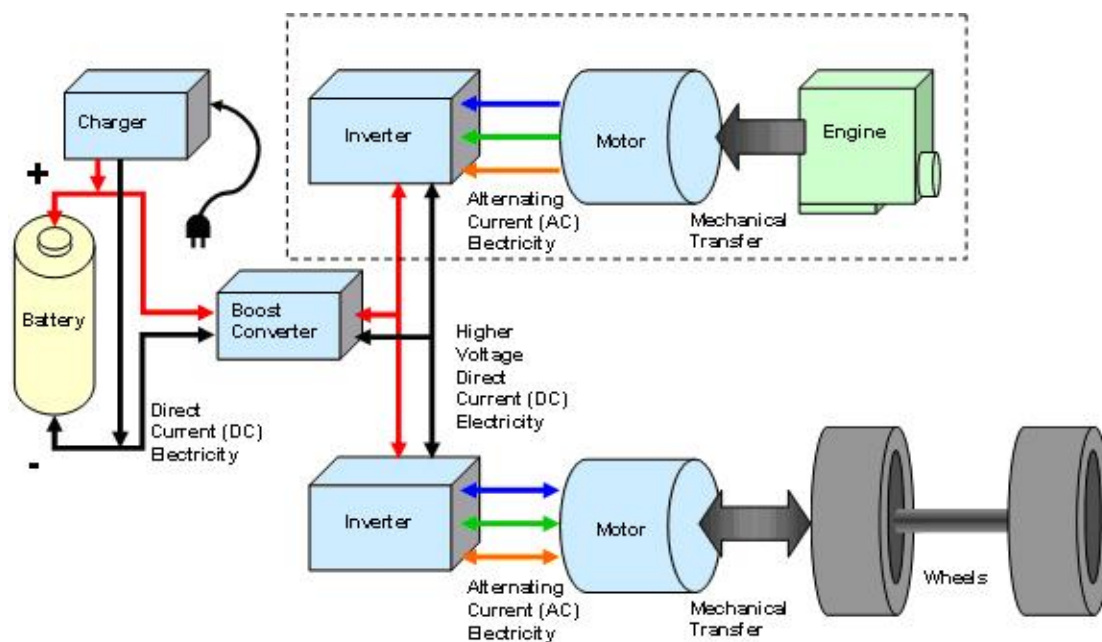 Charger
+
Battery
-
Direct
Current (DC)
Electricity
Boost
Converter
Inverter
Alternating
Current (AC)
Electricity
Motor
Mechanical
Transfer
Engine
Higher
Voltage
Direct
Current (DC)
Electricity
Inverter
Alternating
Current (AC)
Electricity
Motor
Mechanical
Transfer
Wheels